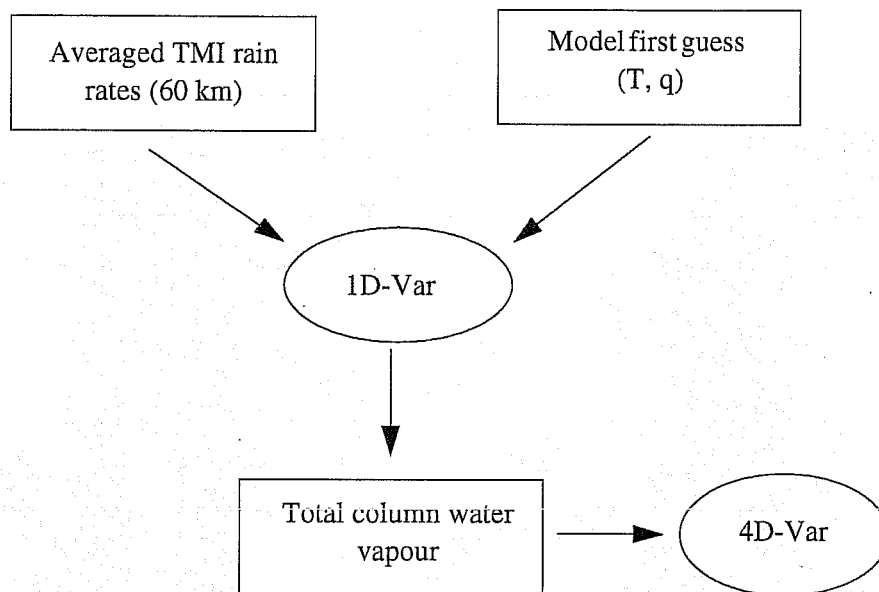 Averaged TMI rain
rates (60 km)
Model first guess
(T, q)
1D-Var
Total column water
vapour
4D-Var